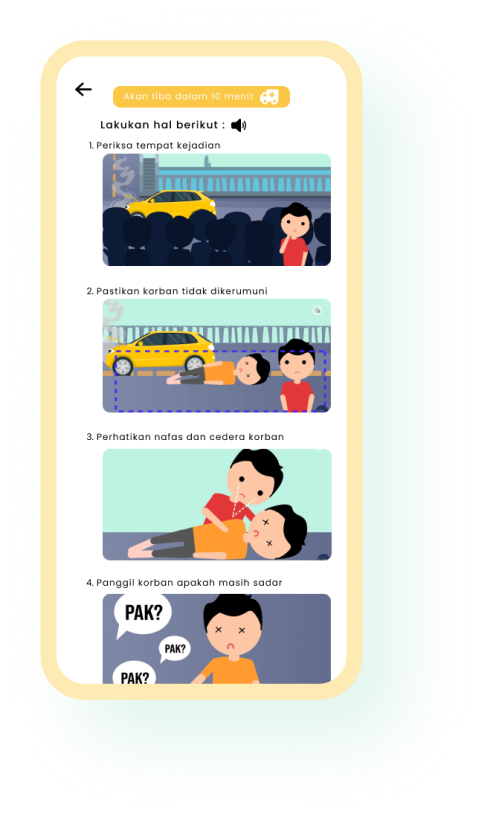 Akan tiba dalam 10 menit
Lakukan hal berikut :
1. Periksa tempat kejadian
2. Pastikan korban tidak dikerumuni
3. Perhatikan nafas dan cedera korban
4. Panggil korban apakah masih sadar
PAK?
PAK?
PAK?